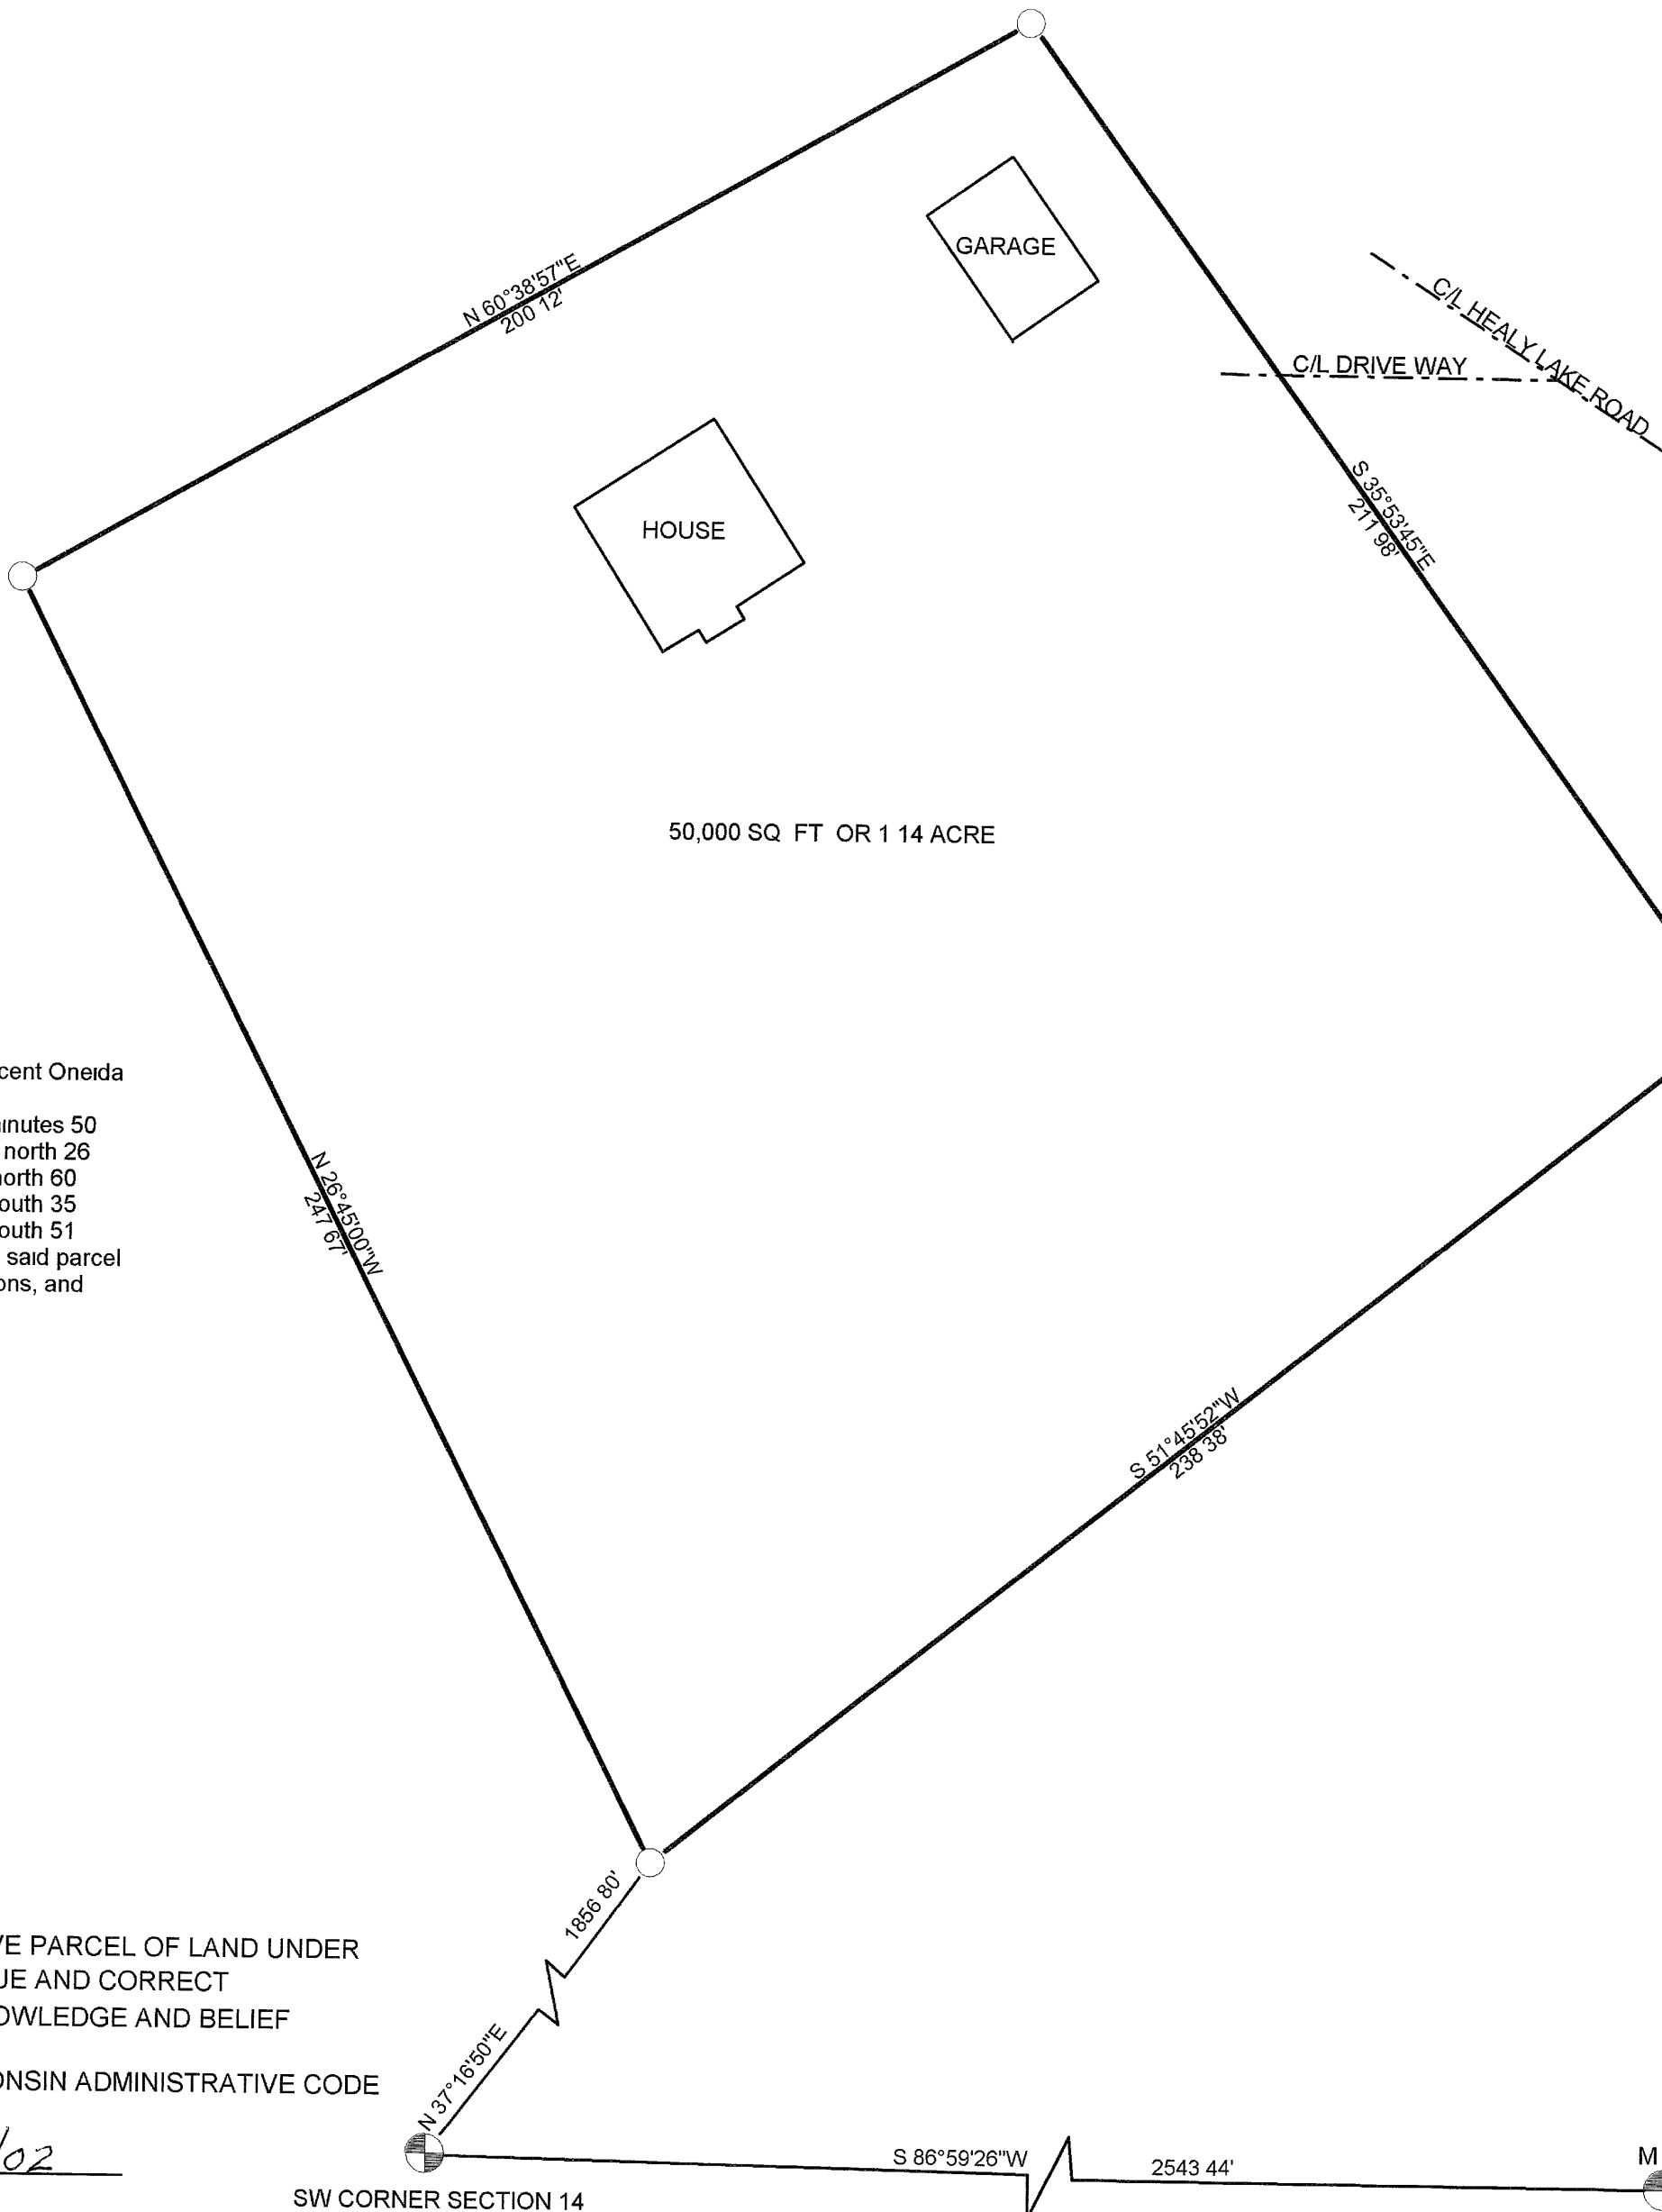 GARAGE
N 60°38'57"E
200 12'
C/L HEALY LAKE ROAD
C/L DRIVE WAY
HOUSE
S 35°53'45"E
211 98'
50,000 SQ FT OR 1 14 ACRE
cent Oneida
inutes 50
north 26
orth 60
outh 35
outh 51
said parcel
ons, and
N 26°45'00"W
247 67'
S 51°45'52"W
238 38'
1856 80'
N 37°16'50"E
VE PARCEL OF LAND UNDER
UE AND CORRECT
OWLEDGE AND BELIEF
ONSIN ADMINISTRATIVE CODE
/02
S 86°59'26"W
2543 44'
M
SW CORNER SECTION 14